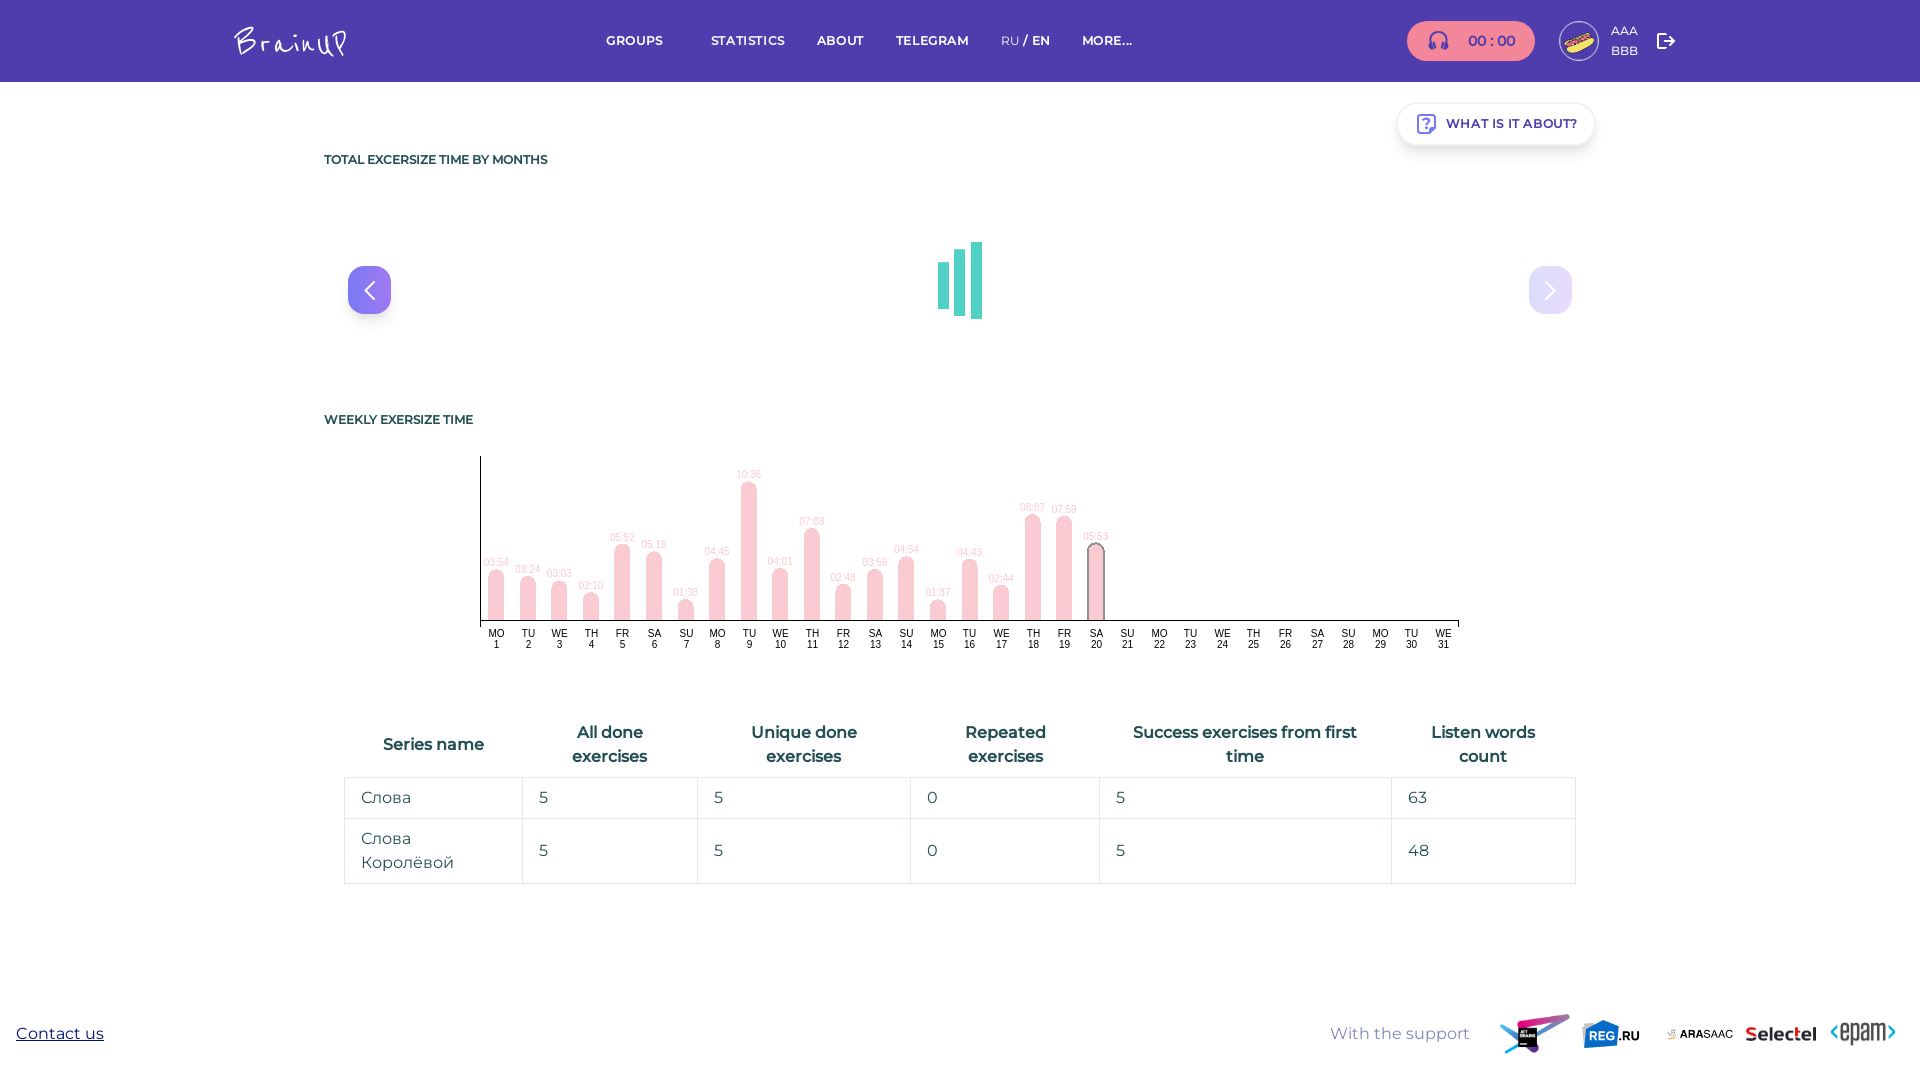 BrainUP GROUPS STATISTICS ABOUT TELEGRAM RU / EN MORE... 00 : 00 AAA
BBB
WHAT IS IT ABOUT?
TOTAL EXCERSIZE TIME BY MONTHS
WEEKLY EXERSIZE TIME
03:54 03:24 03:03 02:10 05:52 05:16 01:38 04:45 10:36 04:01 07:03 02:48 03:56 04:54 01:37 04:43 02:44 08:07 07:59 05:53
MO TU WE TH FR SA SU MO TU WE TH FR SA SU MO TU WE TH FR SA SU MO TU WE TH FR SA SU MO TU WE
1 2 3 4 5 6 7 8 9 10 11 12 13 14 15 16 17 18 19 20 21 22 23 24 25 26 27 28 29 30 31
Series name All done exercises Unique done exercises Repeated exercises Success exercises from first time Listen words count
Слова 5 5 0 5 63
Слова Королёвой 5 5 0 5 48
Contact us With the support JET BRAINS REG.RU ARASAAC Selectel <epam>